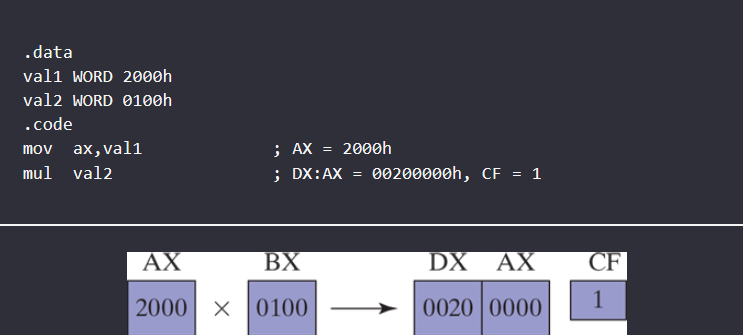 .data
val1 WORD 2000h
val2 WORD 0100h
.code
mov  ax,val1             ; AX = 2000h
mul  val2                ; DX:AX = 00200000h, CF = 1
AX BX DX AX CF
2000 × 0100 0020 0000 1